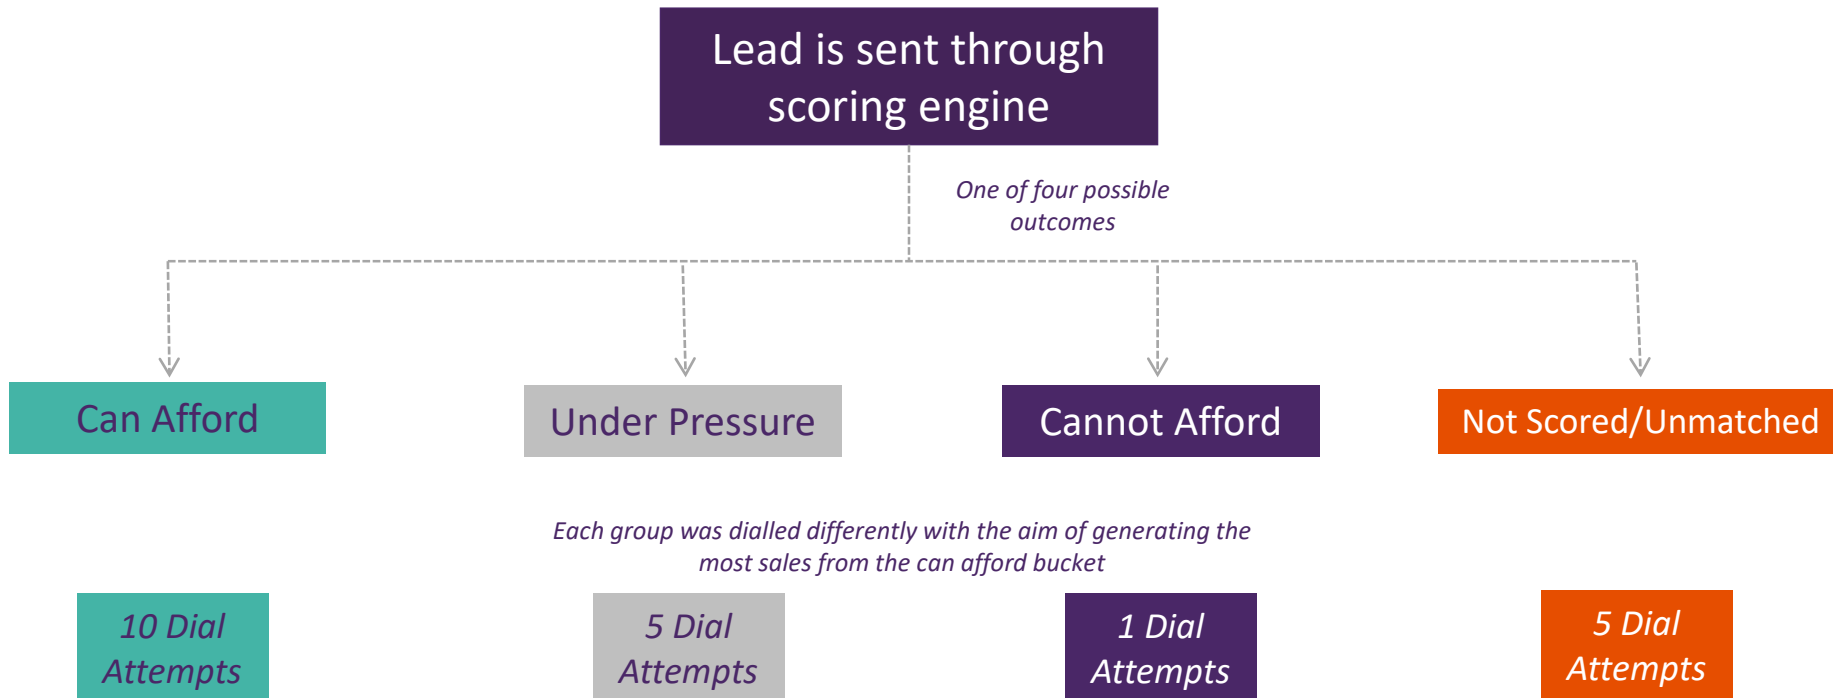 Lead is sent through
scoring engine
One of four possible
outcomes
Can Afford
Under Pressure
Cannot Afford
Not Scored/Unmatched
Each group was dialled differently with the aim of generating the
most sales from the can afford bucket
10 Dial
Attempts
5 Dial
Attempts
1 Dial
Attempts
5 Dial
Attempts